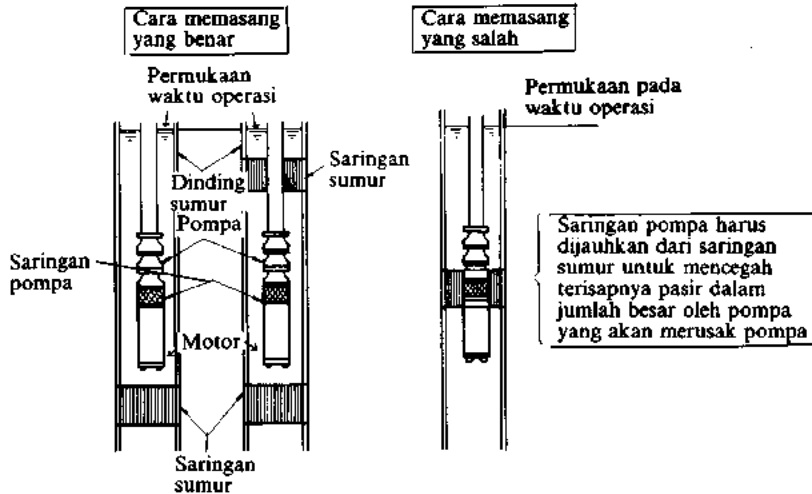 Cara memasang
yang benar
Cara memasang
yang salah
Permukaan
waktu operasi
Permukaan pada
waktu operasi
Saringan
sumur
Dinding
sumur
Pompa
Saringan
pompa
Motor
Saringan
sumur
Saringan pompa harus
dijauhkan dari saringan
sumur untuk mencegah
terisapnya pasir dalam
jumlah besar oleh pompa
yang akan merusak pompa